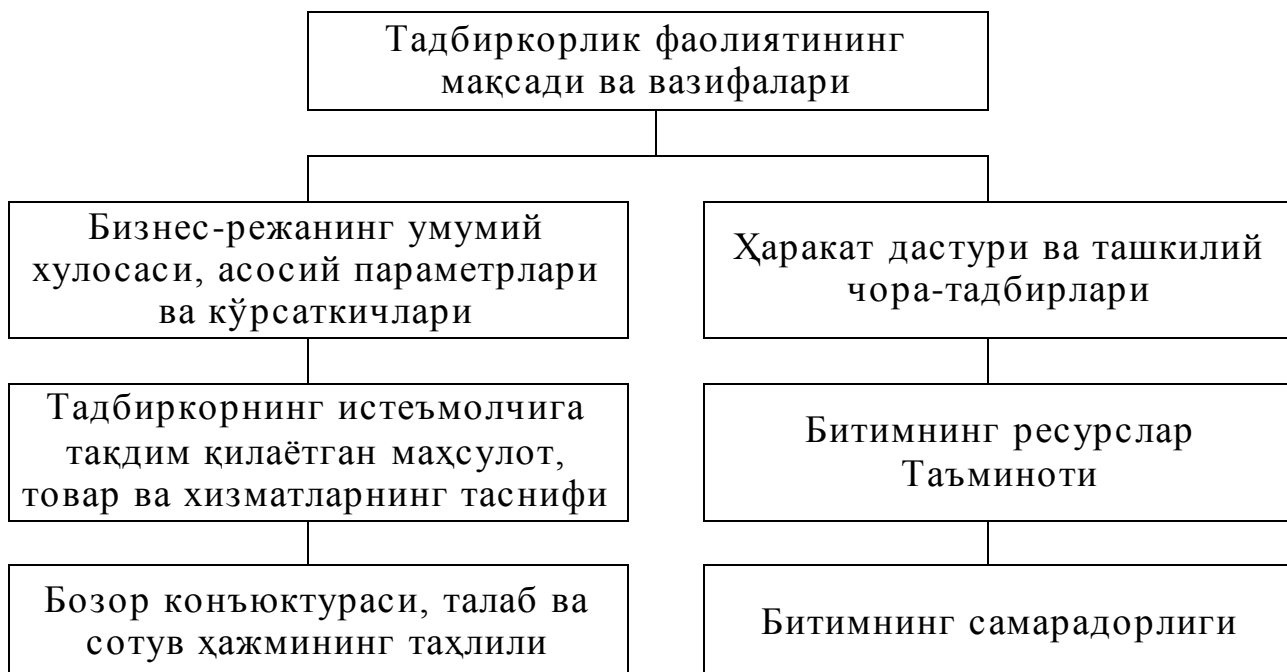 Тадбиркорлик фаолиятининг
мақсади ва вазифалари
Бизнес-режанинг умумий
хулосаси, асосий параметрлари
ва кўрсаткичлари
Ҳаракат дастури ва ташкилий
чора-тадбирлари
Тадбиркорнинг истеъмолчига
тақдим қилаётган маҳсулот,
товар ва хизматларнинг таснифи
Битимнинг ресурслар
Таъминоти
Бозор конъюктураси, талаб ва
сотув ҳажмининг таҳлили
Битимнинг самарадорлиги